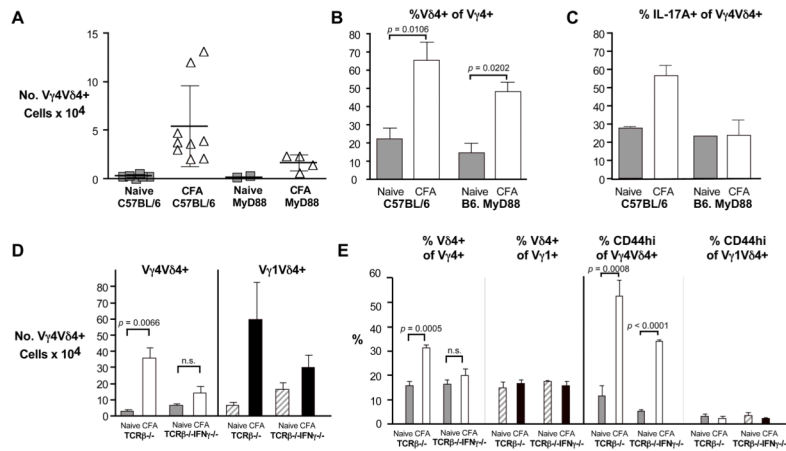 A
No. Vγ4Vδ4+
Cells x 10⁴
15
10
5
0
Naive
C57BL/6
CFA
C57BL/6
Naive
MyD88
CFA
MyD88
B
%Vδ4+ of Vγ4+
80
70
60
50
40
30
20
10
0
p = 0.0106
p = 0.0202
Naive CFA Naive CFA
C57BL/6 B6. MyD88
C
% IL-17A+ of Vγ4Vδ4+
80
70
60
50
40
30
20
10
0
Naive CFA Naive CFA
C57BL/6 B6. MyD88
D
Vγ4Vδ4+ Vγ1Vδ4+
No. Vγ4Vδ4+
Cells x 10⁴
80
70
60
50
40
30
20
10
0
p = 0.0066
n.s.
Naive CFA Naive CFA Naive CFA Naive CFA
TCRβ-/- TCRβ-/-IFNγ-/- TCRβ-/- TCRβ-/-IFNγ-/-
E
% Vδ4+
of Vγ4+
% Vδ4+
of Vγ1+
% CD44hi
of Vγ4Vδ4+
% CD44hi
of Vγ1Vδ4+
%
60
50
40
30
20
10
0
p = 0.0005
n.s.
p = 0.0008
p < 0.0001
Naive CFA Naive CFA Naive CFA Naive CFA Naive CFA Naive CFA Naive CFA Naive CFA
TCRβ-/- TCRβ-/-IFNγ-/- TCRβ-/- TCRβ-/-IFNγ-/- TCRβ-/- TCRβ-/-IFNγ-/- TCRβ-/- TCRβ-/-IFNγ-/-